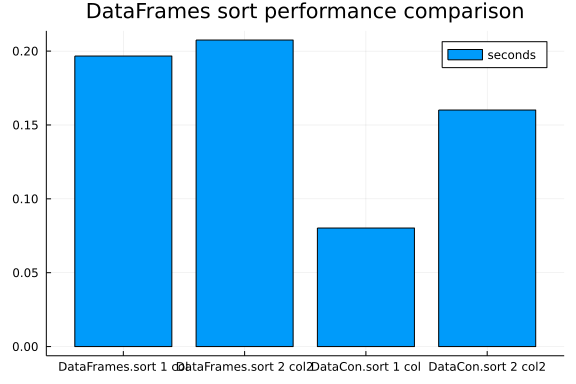 DataFrames sort performance comparison
seconds
0.20
0.15
0.10
0.05
0.00
DataFrames.sort 1 col DataFrames.sort 2 col2 DataCon.sort 1 col DataCon.sort 2 col2